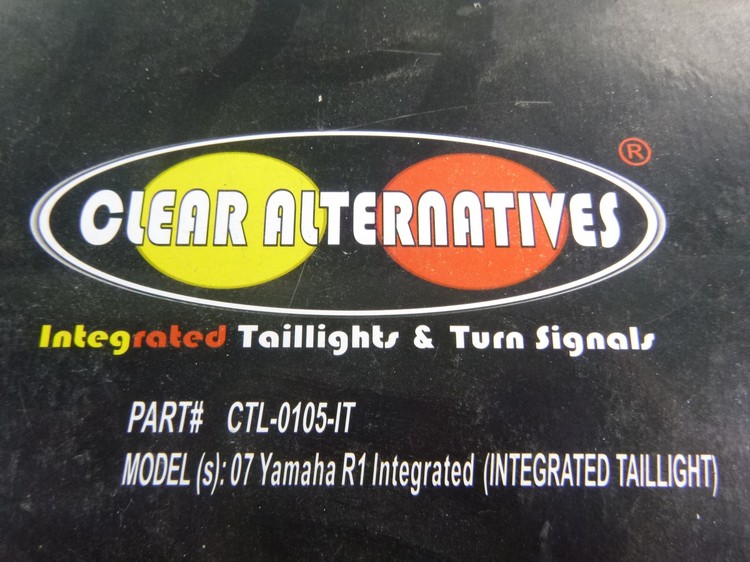 ®
CLEAR ALTERNATIVES
Integrated Taillights & Turn Signals
PART# CTL-0105-IT
MODEL (s): 07 Yamaha R1 Integrated (INTEGRATED TAILLIGHT)